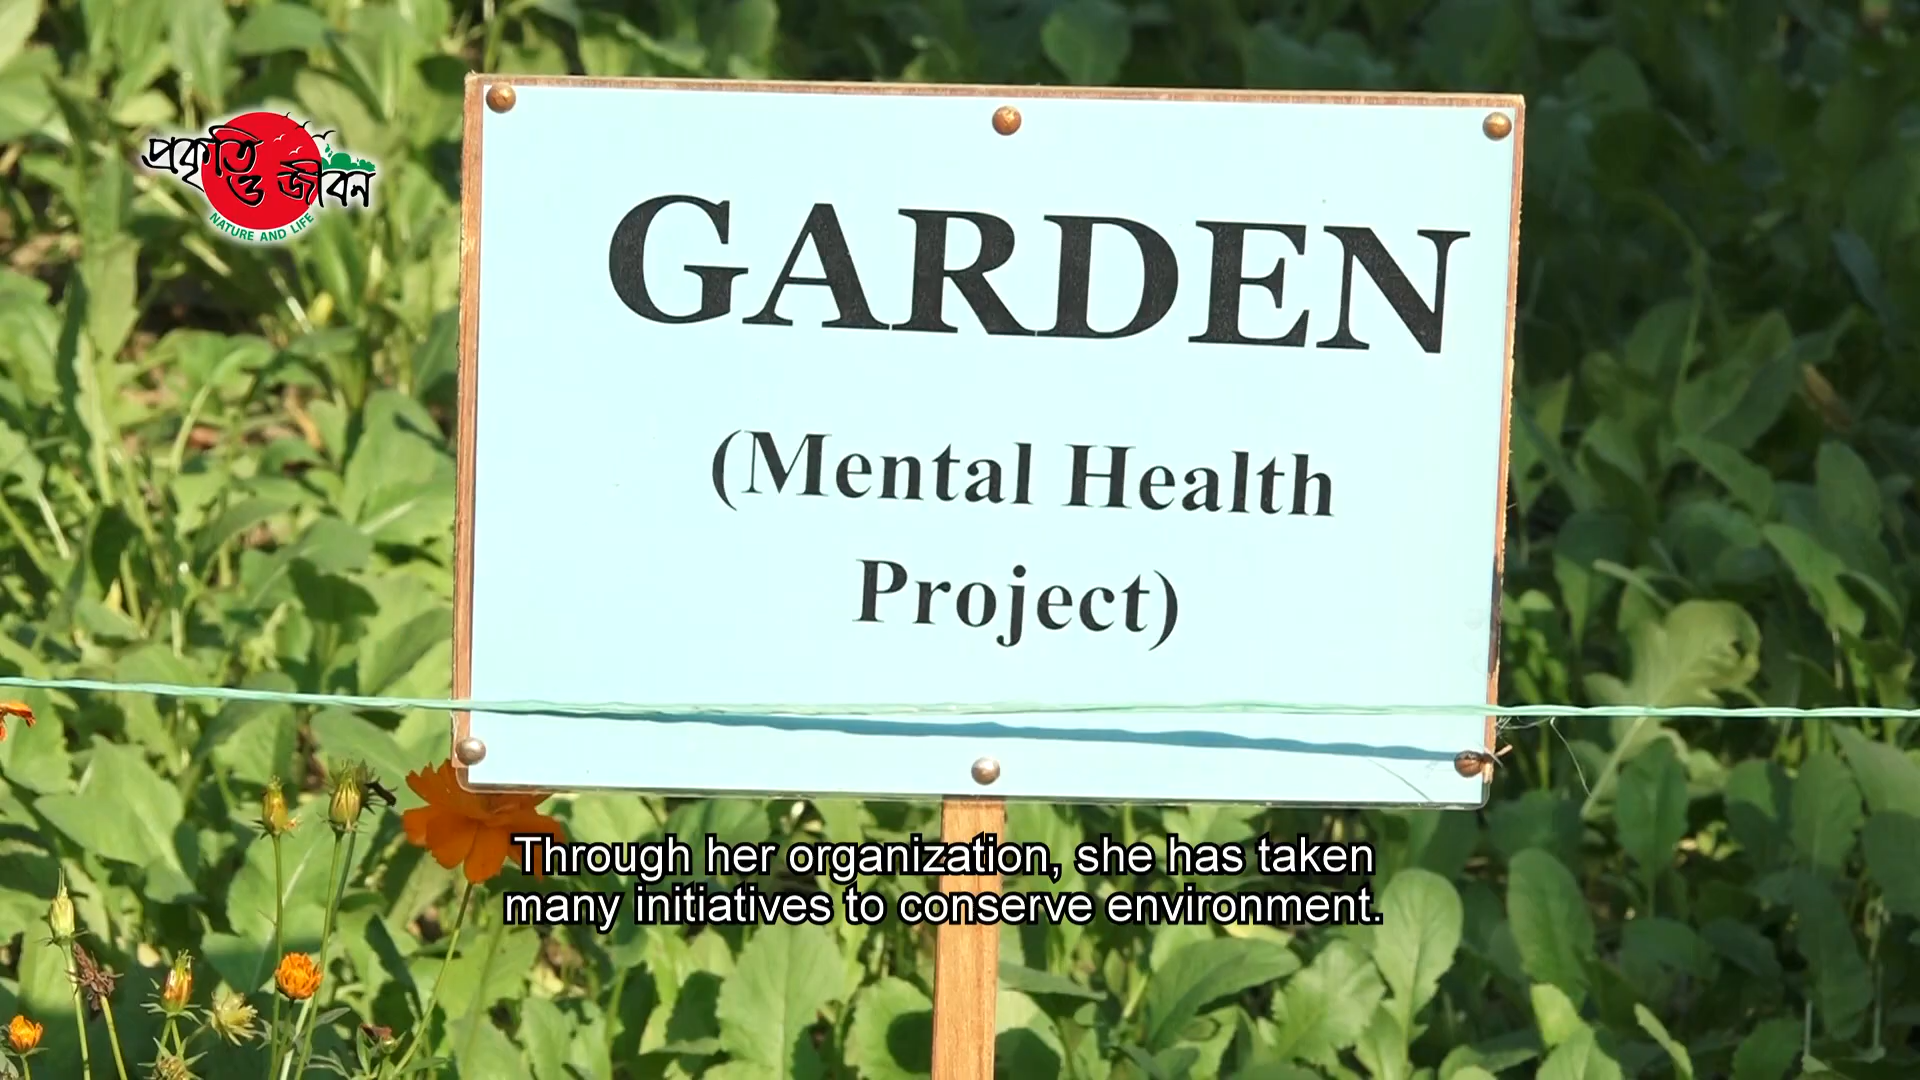 প্রকৃতি
ও জীবন
NATURE AND LIFE
GARDEN
(Mental Health
Project)
Through her organization, she has taken
many initiatives to conserve environment.